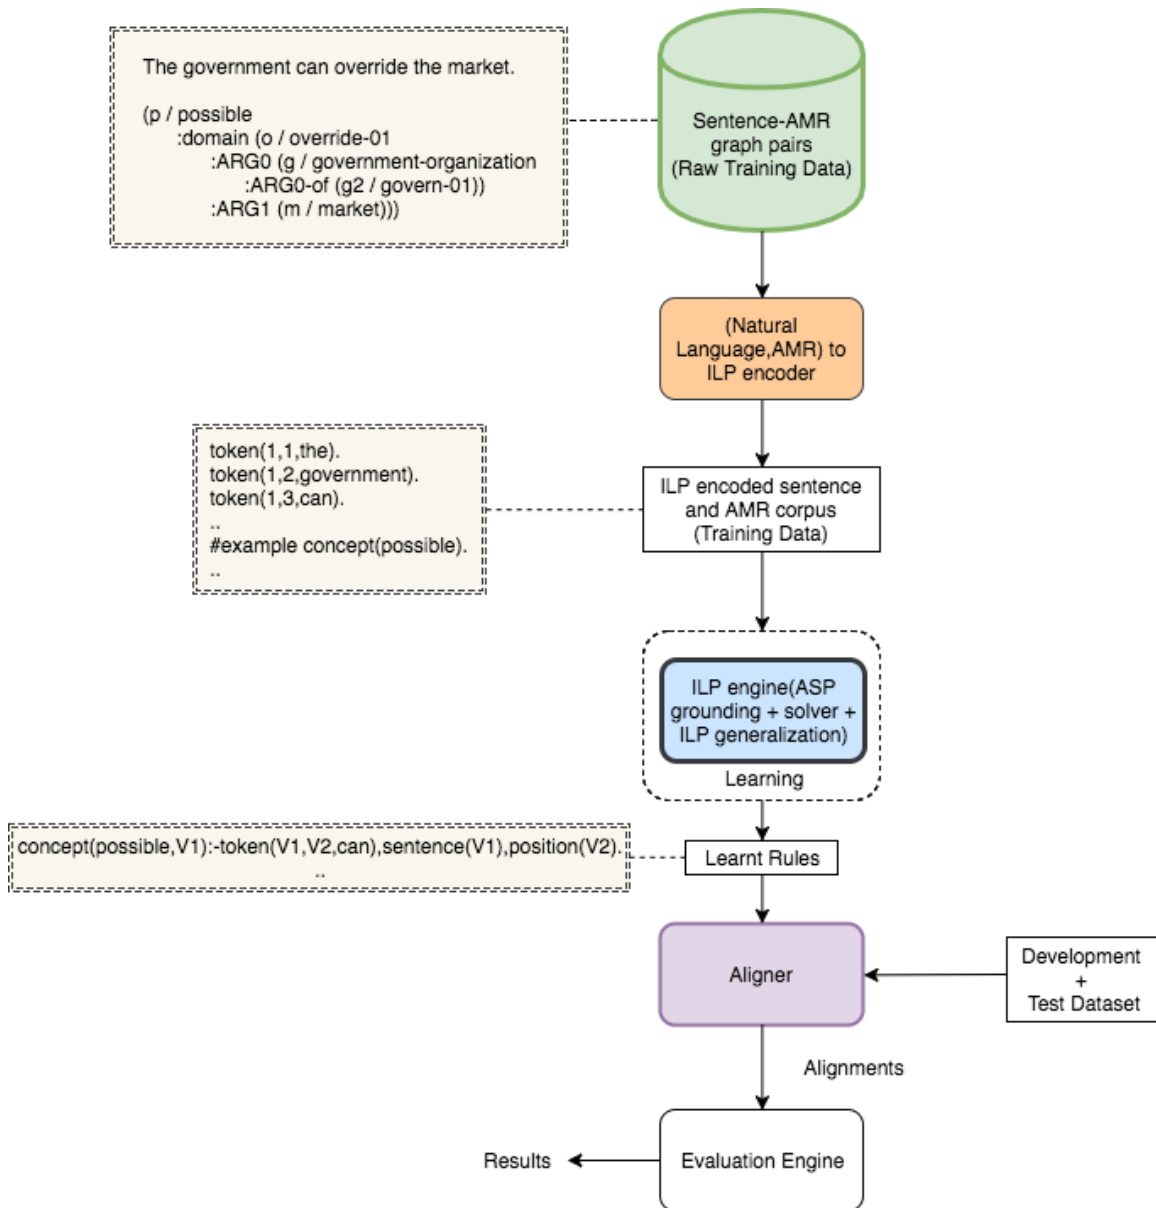 The government can override the market.
(p / possible
:domain (o / override-01
:ARG0 (g / government-organization
:ARG0-of (g2 / govern-01))
:ARG1 (m / market)))
Sentence-AMR
graph pairs
(Raw Training Data)
(Natural
Language,AMR) to
ILP encoder
token(1,1,the).
token(1,2,government).
token(1,3,can).
..
#example concept(possible).
..
ILP encoded sentence
and AMR corpus
(Training Data)
ILP engine(ASP
grounding + solver +
ILP generalization)
Learning
concept(possible,V1):-token(V1,V2,can),sentence(V1),position(V2).
..
Learnt Rules
Aligner
Development
+
Test Dataset
Alignments
Results
Evaluation Engine